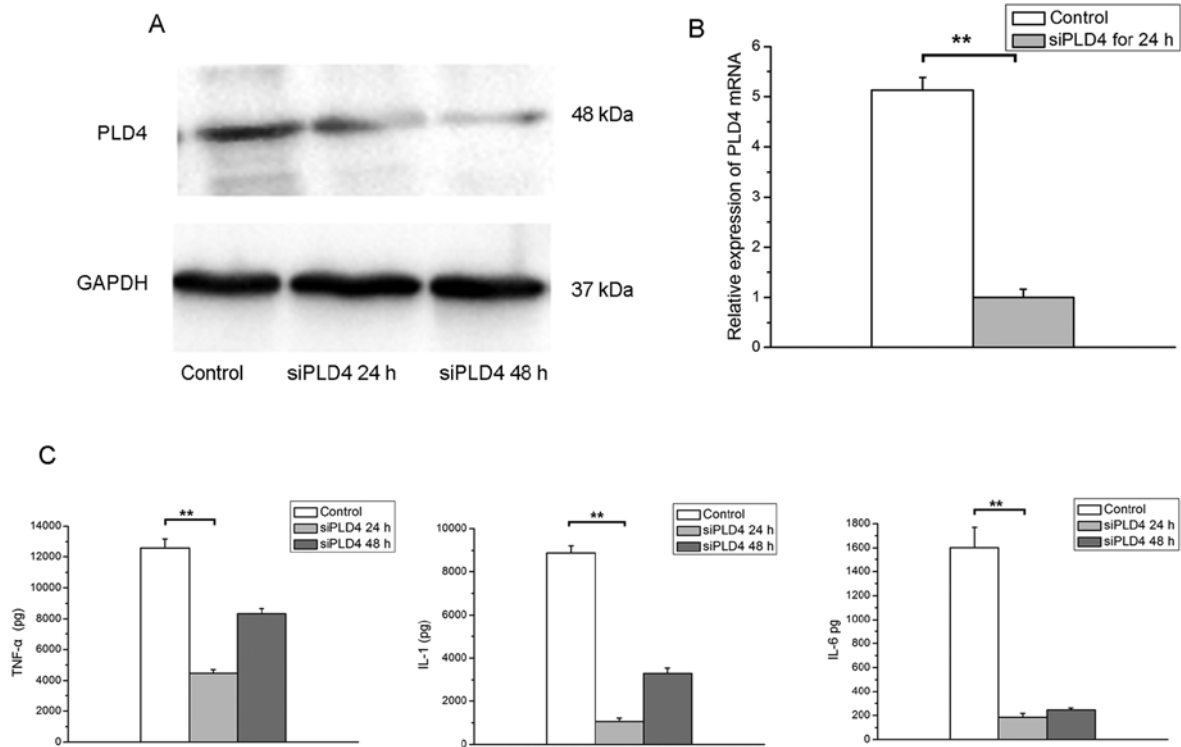 A
PLD4
48 kDa
GAPDH
37 kDa
Control siPLD4 24 h siPLD4 48 h
B
Control
siPLD4 for 24 h
**
Relative expression of PLD4 mRNA
6
5
4
3
2
1
0
C
Control
siPLD4 24 h
siPLD4 48 h
**
TNF-α (pg)
14000
12000
10000
8000
6000
4000
2000
0
Control
siPLD4 24 h
siPLD4 48 h
**
IL-1 (pg)
10000
8000
6000
4000
2000
0
Control
siPLD4 24 h
siPLD4 48 h
**
IL-6 pg
1800
1600
1400
1200
1000
800
600
400
200
0